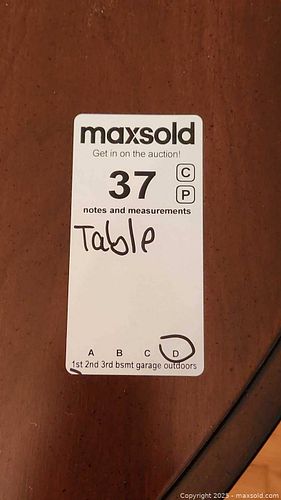 maxsold
Get in on the auction!
37
C
P
notes and measurements
Table
A B C D
1st 2nd 3rd bsmt garage outdoors
Copyright 2025 - maxsold.com